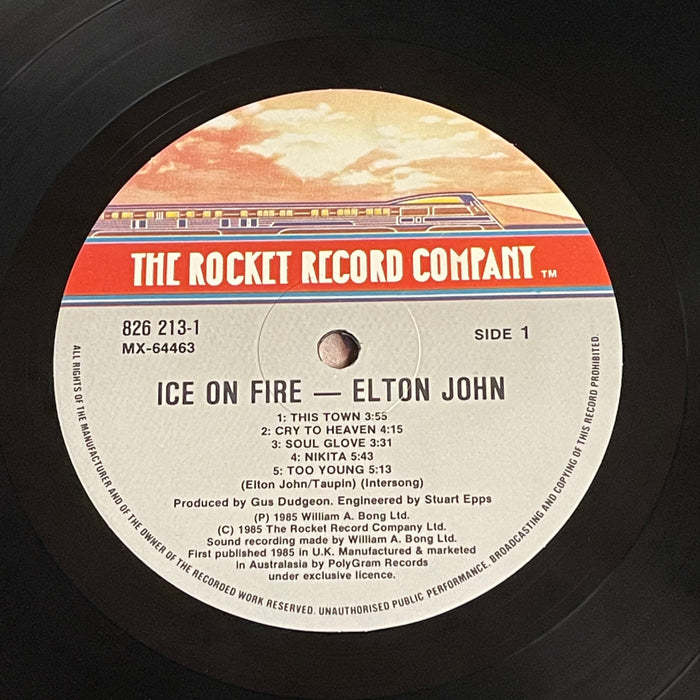 THE ROCKET RECORD COMPANY TM
826 213-1
MX-64463
SIDE 1
ICE ON FIRE — ELTON JOHN
1: THIS TOWN 3:55
2: CRY TO HEAVEN 4:15
3: SOUL GLOVE 3:31
4: NIKITA 5:43
5: TOO YOUNG 5:13
(Elton John/Taupin) (Intersong)
Produced by Gus Dudgeon. Engineered by Stuart Epps
(P) 1985 William A. Bong Ltd.
(C) 1985 The Rocket Record Company Ltd.
Sound recording made by William A. Bong Ltd.
First published 1985 in U.K. Manufactured & marketed
in Australasia by PolyGram Records
under exclusive licence.
ALL RIGHTS OF THE MANUFACTURER AND OF THE OWNER OF THE RECORDED WORK RESERVED. UNAUTHORISED PUBLIC PERFORMANCE, BROADCASTING AND COPYING OF THIS RECORD PROHIBITED.